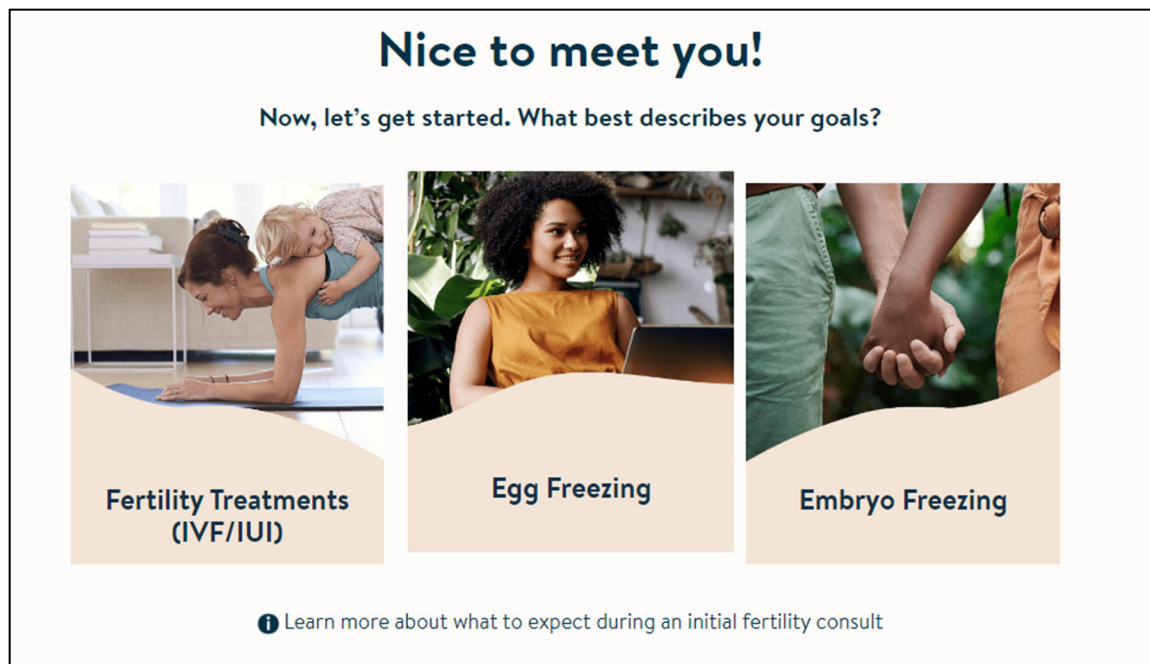 Nice to meet you!
Now, let's get started. What best describes your goals?
Fertility Treatments
(IVF/IUI)
Egg Freezing
Embryo Freezing
Learn more about what to expect during an initial fertility consult